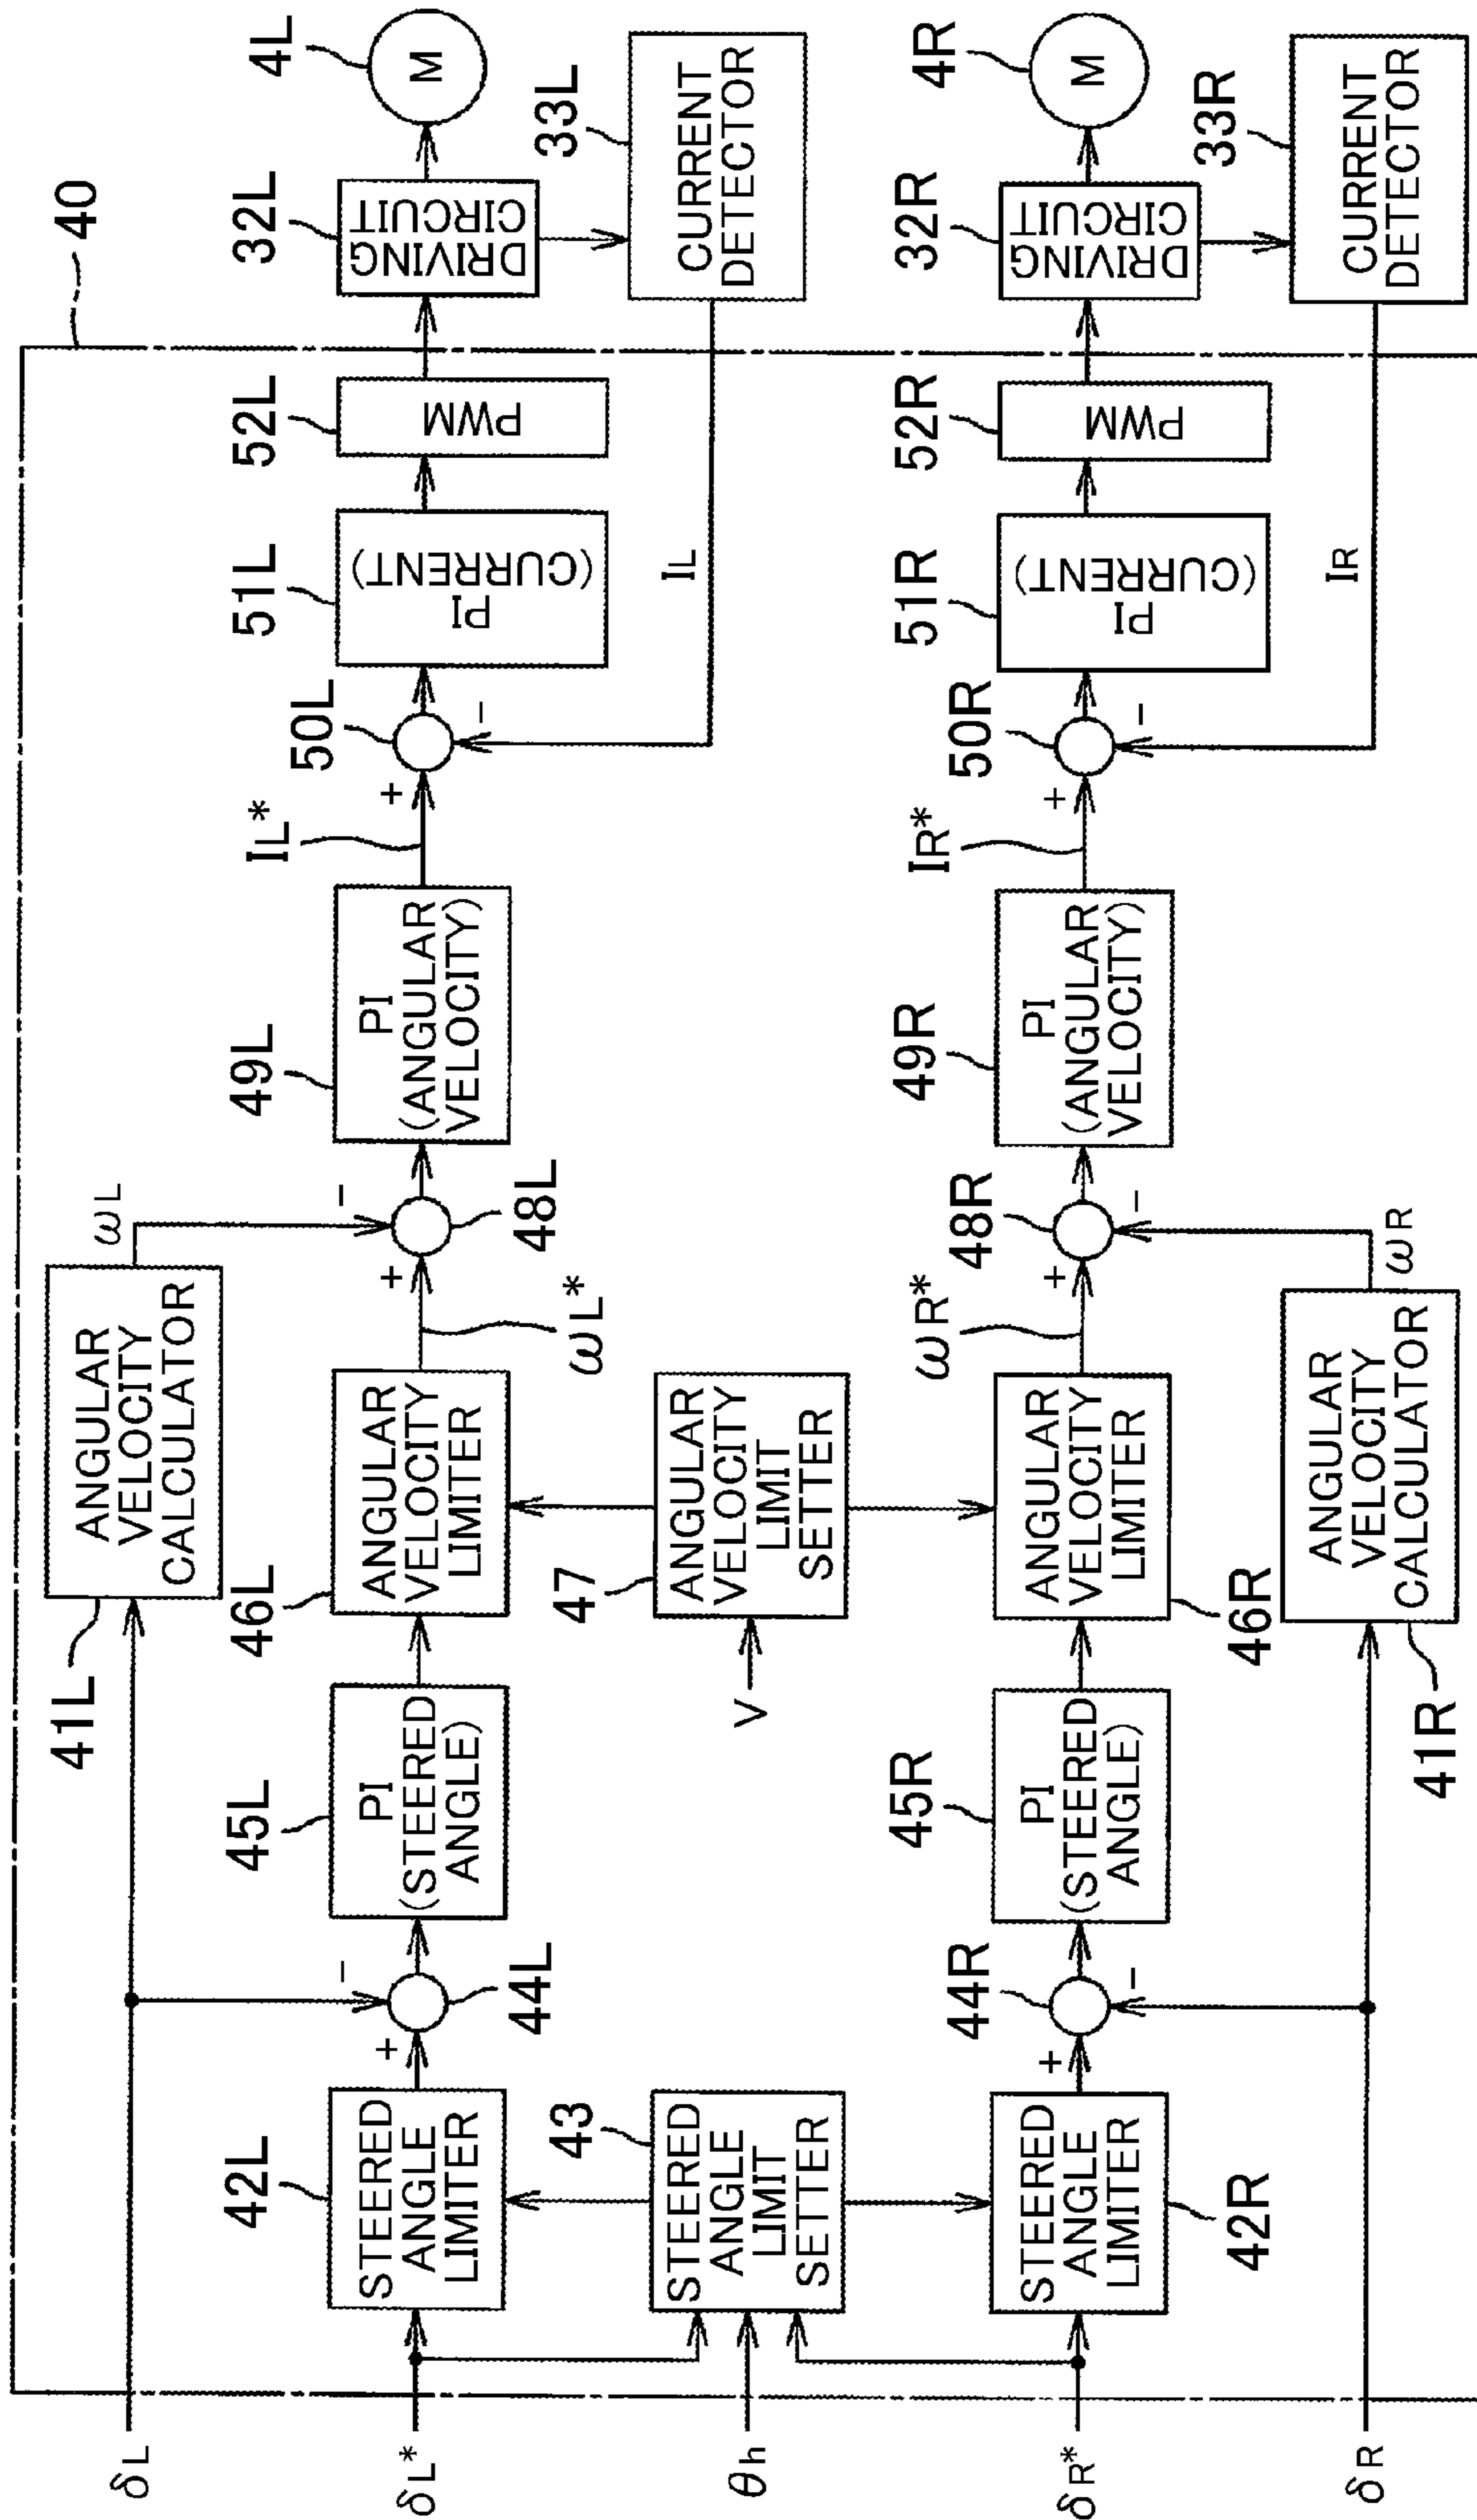 40
δL
41L
ANGULAR
VELOCITY
CALCULATOR
ωL
δL*
42L
STEERED
ANGLE
LIMITER
+
-
44L
45L
PI
(STEERED
ANGLE)
46L
ANGULAR
VELOCITY
LIMITER
ωL*
+
-
48L
49L
PI
(ANGULAR
VELOCITY)
IL*
+
-
50L
51L
PI
(CURRENT)
52L
PWM
32L
DRIVING
CIRCUIT
4L
M
33L
CURRENT
DETECTOR
IL
θh
43
STEERED
ANGLE
LIMIT
SETTER
V
47
ANGULAR
VELOCITY
LIMIT
SETTER
δR*
42R
STEERED
ANGLE
LIMITER
+
-
44R
45R
PI
(STEERED
ANGLE)
46R
ANGULAR
VELOCITY
LIMITER
ωR*
+
-
48R
49R
PI
(ANGULAR
VELOCITY)
IR*
+
-
50R
51R
PI
(CURRENT)
52R
PWM
32R
DRIVING
CIRCUIT
4R
M
33R
CURRENT
DETECTOR
IR
δR
41R
ANGULAR
VELOCITY
CALCULATOR
ωR